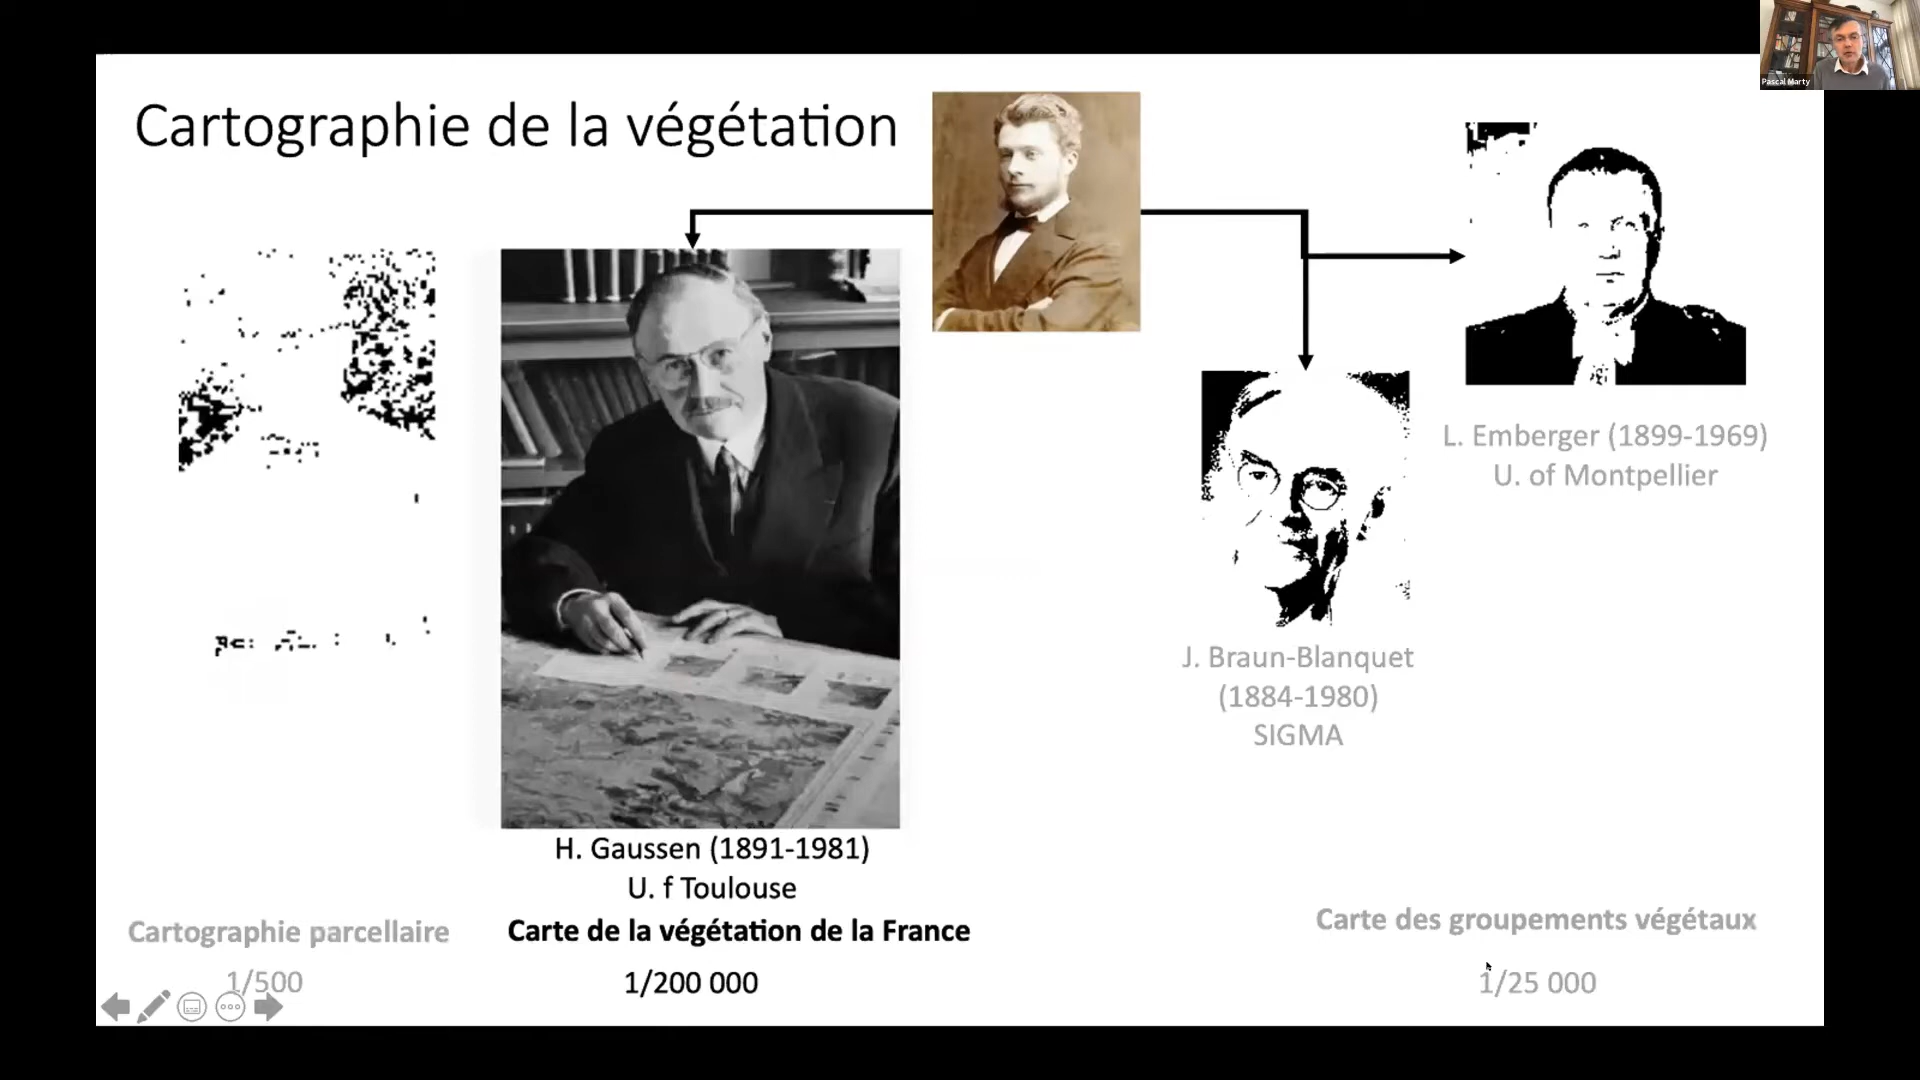 Pascal Marty
Cartographie de la végétation
L. Emberger (1899-1969)
U. of Montpellier
J. Braun-Blanquet
(1884-1980)
SIGMA
H. Gaussen (1891-1981)
U. f Toulouse
Cartographie parcellaire
1/500
Carte de la végétation de la France
1/200 000
Carte des groupements végétaux
1/25 000